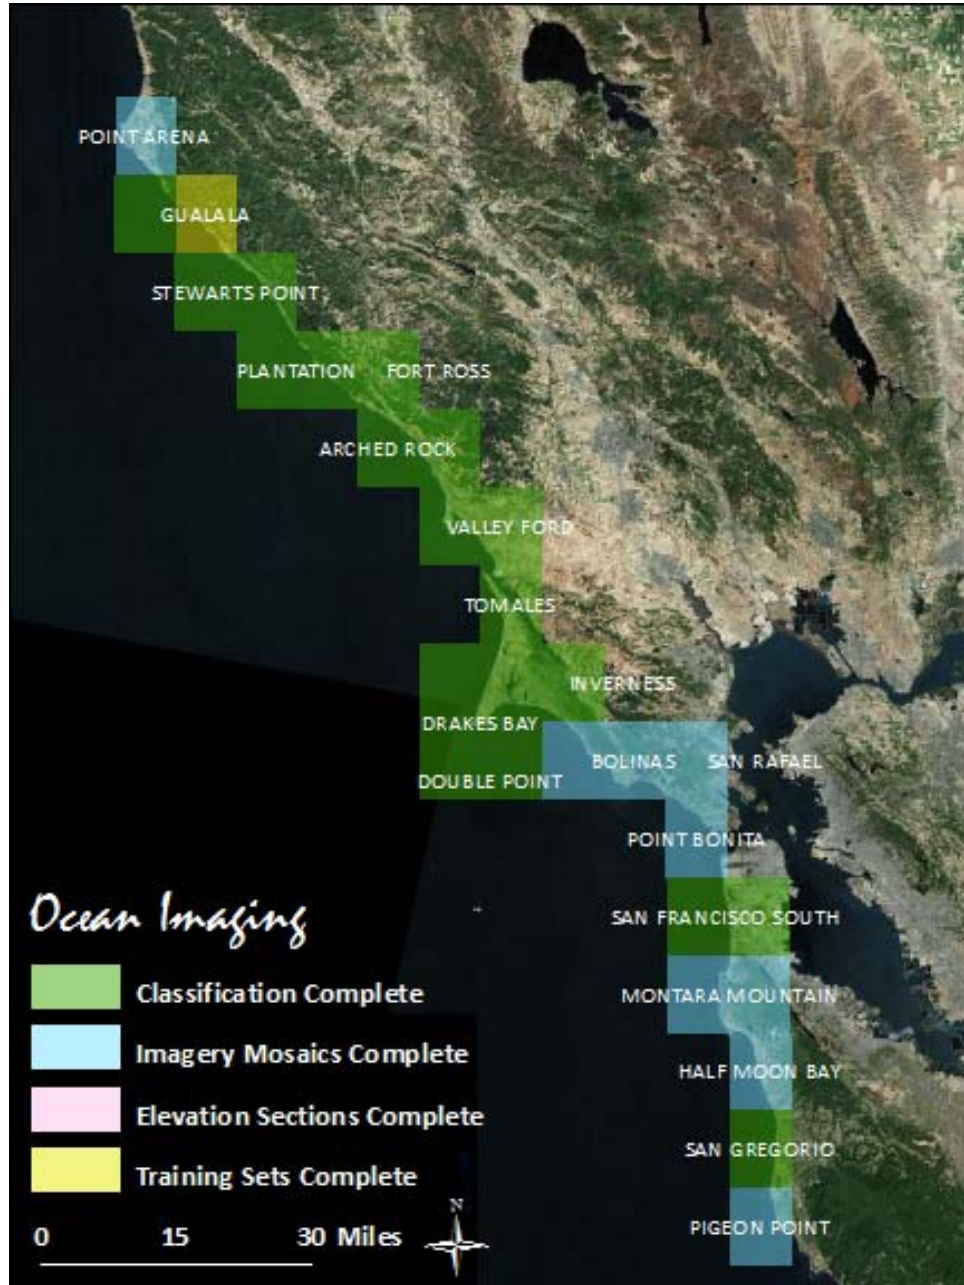 POINT ARENA
GUALALA
STEWARTS POINT
PLANTATION FORT ROSS
ARCHED ROCK
VALLEY FORD
TOMALES
INVERNESS
DRAKES BAY
BOLINAS SAN RAFAEL
DOUBLE POINT
POINT BONITA
SAN FRANCISCO SOUTH
MONTARA MOUNTAIN
HALF MOON BAY
SAN GREGORIO
PIGEON POINT
Ocean Imaging
Classification Complete
Imagery Mosaics Complete
Elevation Sections Complete
Training Sets Complete
N
0 15 30 Miles